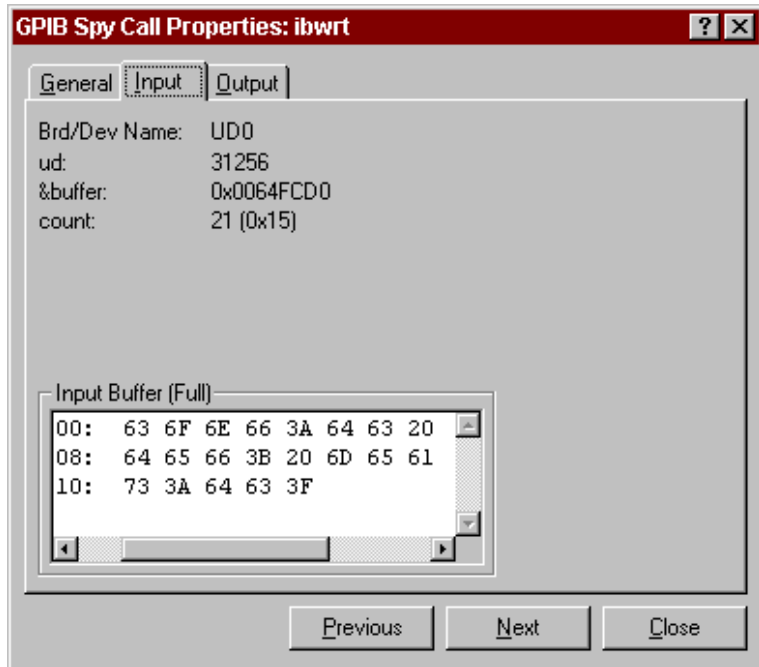 GPIB Spy Call Properties: ibwrt
General Input Output
Brd/Dev Name: UD0
ud: 31256
&buffer: 0x0064FCD0
count: 21 (0x15)
Input Buffer (Full)
00: 63 6F 6E 66 3A 64 63 20
08: 64 65 66 3B 20 6D 65 61
10: 73 3A 64 63 3F
Previous Next Close